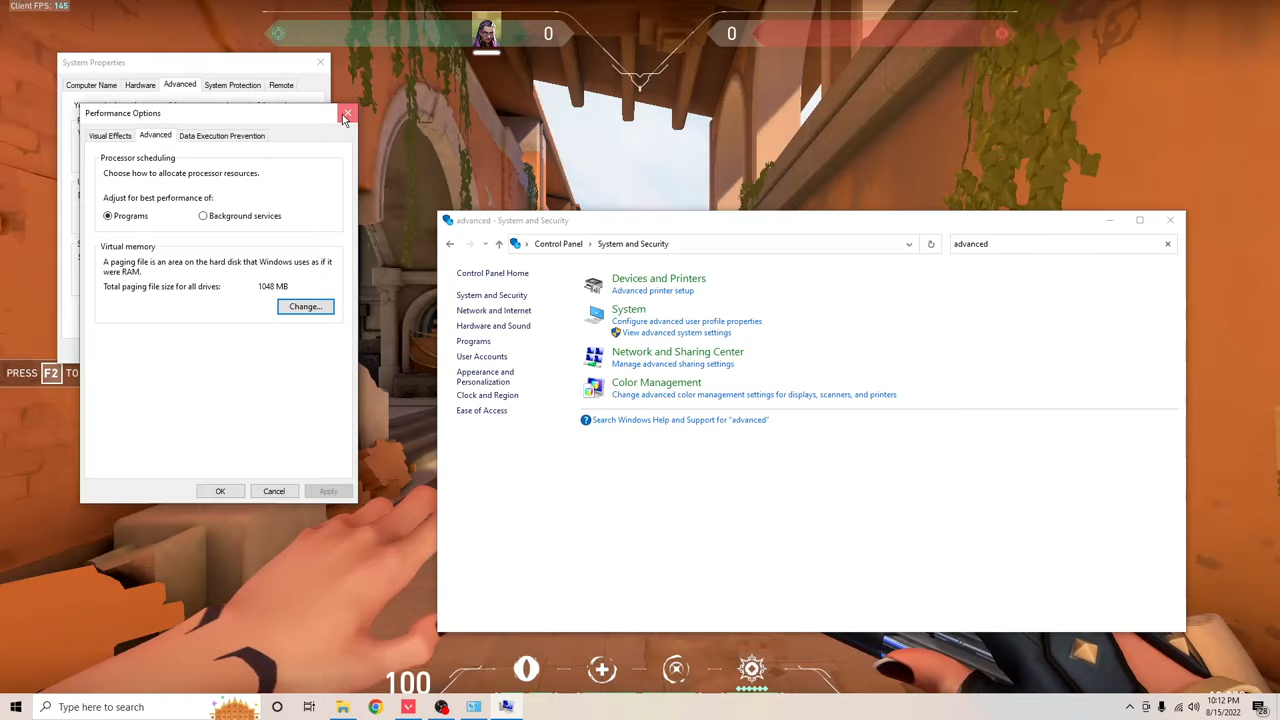 Client FPS: 145
0
0
System Properties
Computer Name
Hardware
Advanced
System Protection
Remote
Performance Options
Visual Effects
Advanced
Data Execution Prevention
Processor scheduling
Choose how to allocate processor resources.
Adjust for best performance of:
Programs
Background services
Virtual memory
A paging file is an area on the hard disk that Windows uses as if it
were RAM.
Total paging file size for all drives:
1048 MB
Change...
OK
Cancel
Apply
PRESS F2 TO
advanced - System and Security
Control Panel
System and Security
advanced
Control Panel Home
System and Security
Network and Internet
Hardware and Sound
Programs
User Accounts
Appearance and
Personalization
Clock and Region
Ease of Access
Devices and Printers
Advanced printer setup
System
Configure advanced user profile properties
View advanced system settings
Network and Sharing Center
Manage advanced sharing settings
Color Management
Change advanced color management settings for displays, scanners, and printers
Search Windows Help and Support for "advanced"
100
Type here to search
10:12 PM
8/15/2022
28